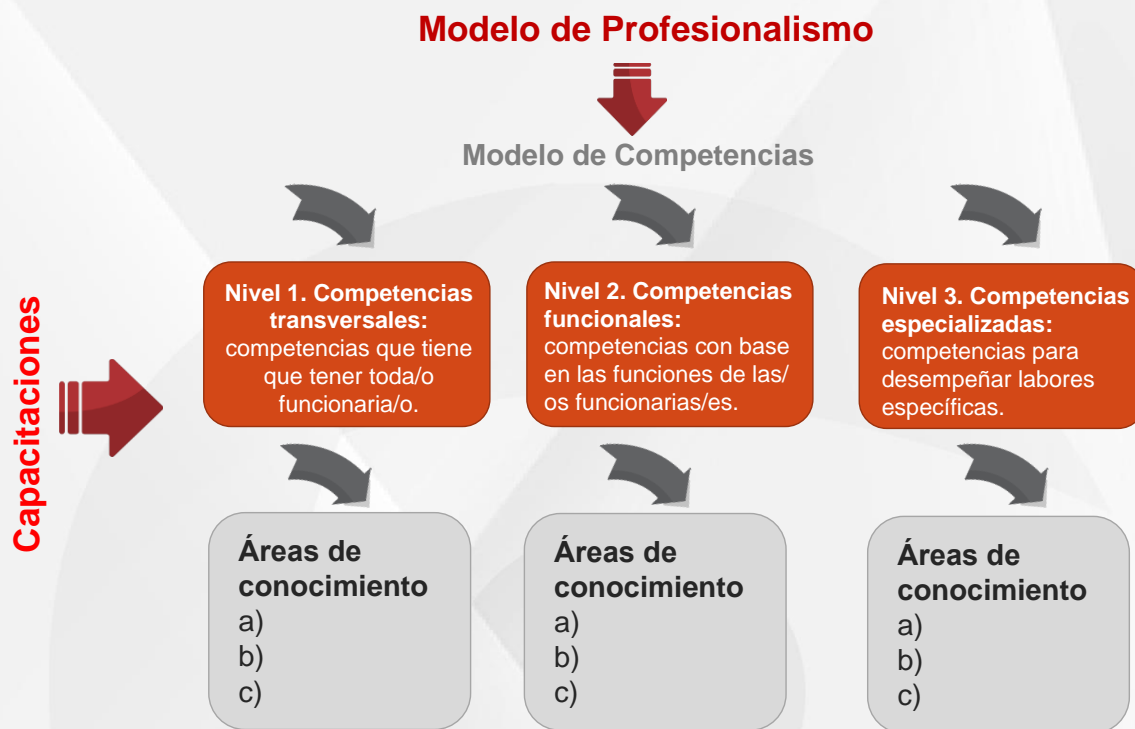 Modelo de Profesionalismo
Modelo de Competencias
Capacitaciones
Nivel 1. Competencias
transversales:
competencias que tiene
que tener toda/o
funcionaria/o.
Nivel 2. Competencias
funcionales:
competencias con base
en las funciones de las/
os funcionarias/es.
Nivel 3. Competencias
especializadas:
competencias para
desempeñar labores
específicas.
Áreas de
conocimiento
a)
b)
c)
Áreas de
conocimiento
a)
b)
c)
Áreas de
conocimiento
a)
b)
c)